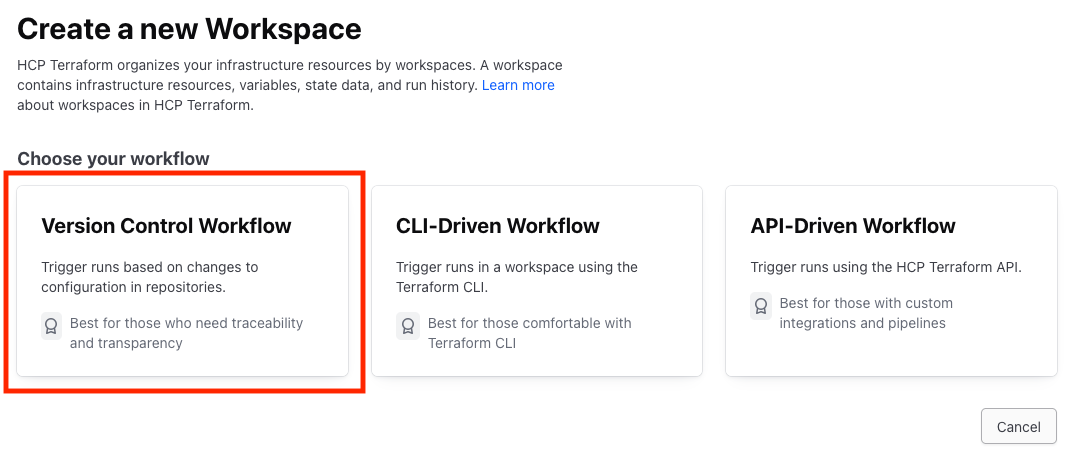 Create a new Workspace
HCP Terraform organizes your infrastructure resources by workspaces. A workspace
contains infrastructure resources, variables, state data, and run history. Learn more
about workspaces in HCP Terraform.
Choose your workflow
Version Control Workflow
Trigger runs based on changes to
configuration in repositories.
Best for those who need traceability
and transparency
CLI-Driven Workflow
Trigger runs in a workspace using the
Terraform CLI.
Best for those comfortable with
Terraform CLI
API-Driven Workflow
Trigger runs using the HCP Terraform API.
Best for those with custom
integrations and pipelines
Cancel